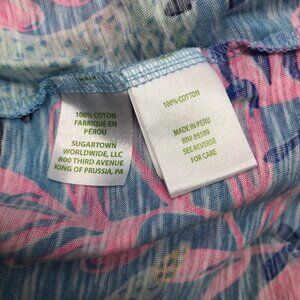 100% COTTON
FABRIQUÉ EN
PÉROU
SUGARTOWN
WORLDWIDE, LLC
800 THIRD AVENUE
KING OF PRUSSIA, PA
100% COTTON
MADE IN PERU
RN# 89189
SEE REVERSE
FOR CARE